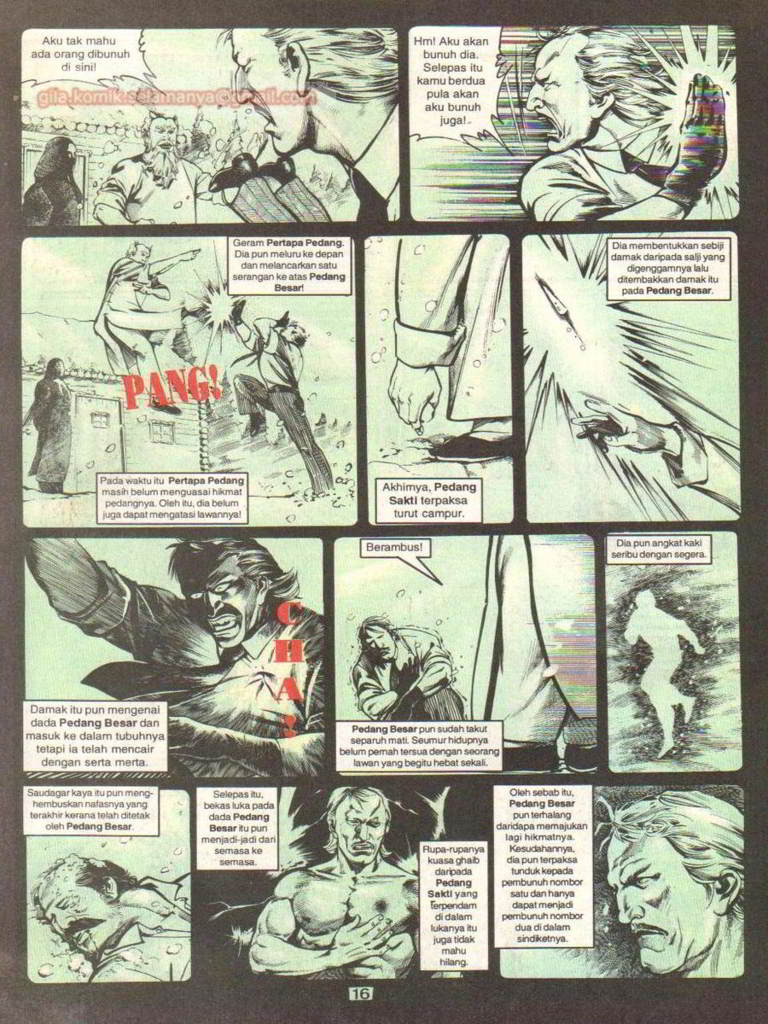 Aku tak mahu
ada orang dibunuh
di sini!
gila.komik.selamanya@gmail.com
Hm! Aku akan
bunuh dia.
Selepas itu
kamu berdua
pula akan
aku bunuh
juga!
Geram Pertapa Pedang.
Dia pun meluru ke depan
dan melancarkan satu
serangan ke atas Pedang
Besar!
PANG!
Pada waktu itu Pertapa Pedang
masih belum menguasai hikmat
pedangnya. Oleh itu, dia belum
juga dapat mengatasi lawannya!
Akhirnya, Pedang
Sakti terpaksa
turut campur.
Dia membentukkan sebiji
damak daripada salji yang
digenggamnya lalu
ditembakkan damak itu
pada Pedang Besar.
CHA!
Damak itu pun mengenai
dada Pedang Besar dan
masuk ke dalam tubuhnya
tetapi ia telah mencair
dengan serta merta.
Berambus!
Pedang Besar pun sudah takut
separuh mati. Seumur hidupnya
belum pernah tersua dengan seorang
lawan yang begitu hebat sekali.
Dia pun angkat kaki
seribu dengan segera.
Saudagar kaya itu pun meng-
hembuskan nafasnya yang
terakhir kerana telah ditetak
oleh Pedang Besar.
Selepas itu,
bekas luka pada
dada Pedang
Besar itu pun
menjadi-jadi dari
semasa ke
semasa.
Rupa-rupanya
kuasa ghaib
daripada
Pedang
Sakti yang
terpendam
di dalam
lukanya itu
juga tidak
mahu
hilang.
Oleh sebab itu,
Pedang Besar
pun terhalang
daridapa memajukan
lagi hikmatnya.
Kesudahannya,
dia pun terpaksa
tunduk kepada
pembunuh nombor
satu dan hanya
dapat menjadi
pembunuh nombor
dua di dalam
sindiketnya.
16